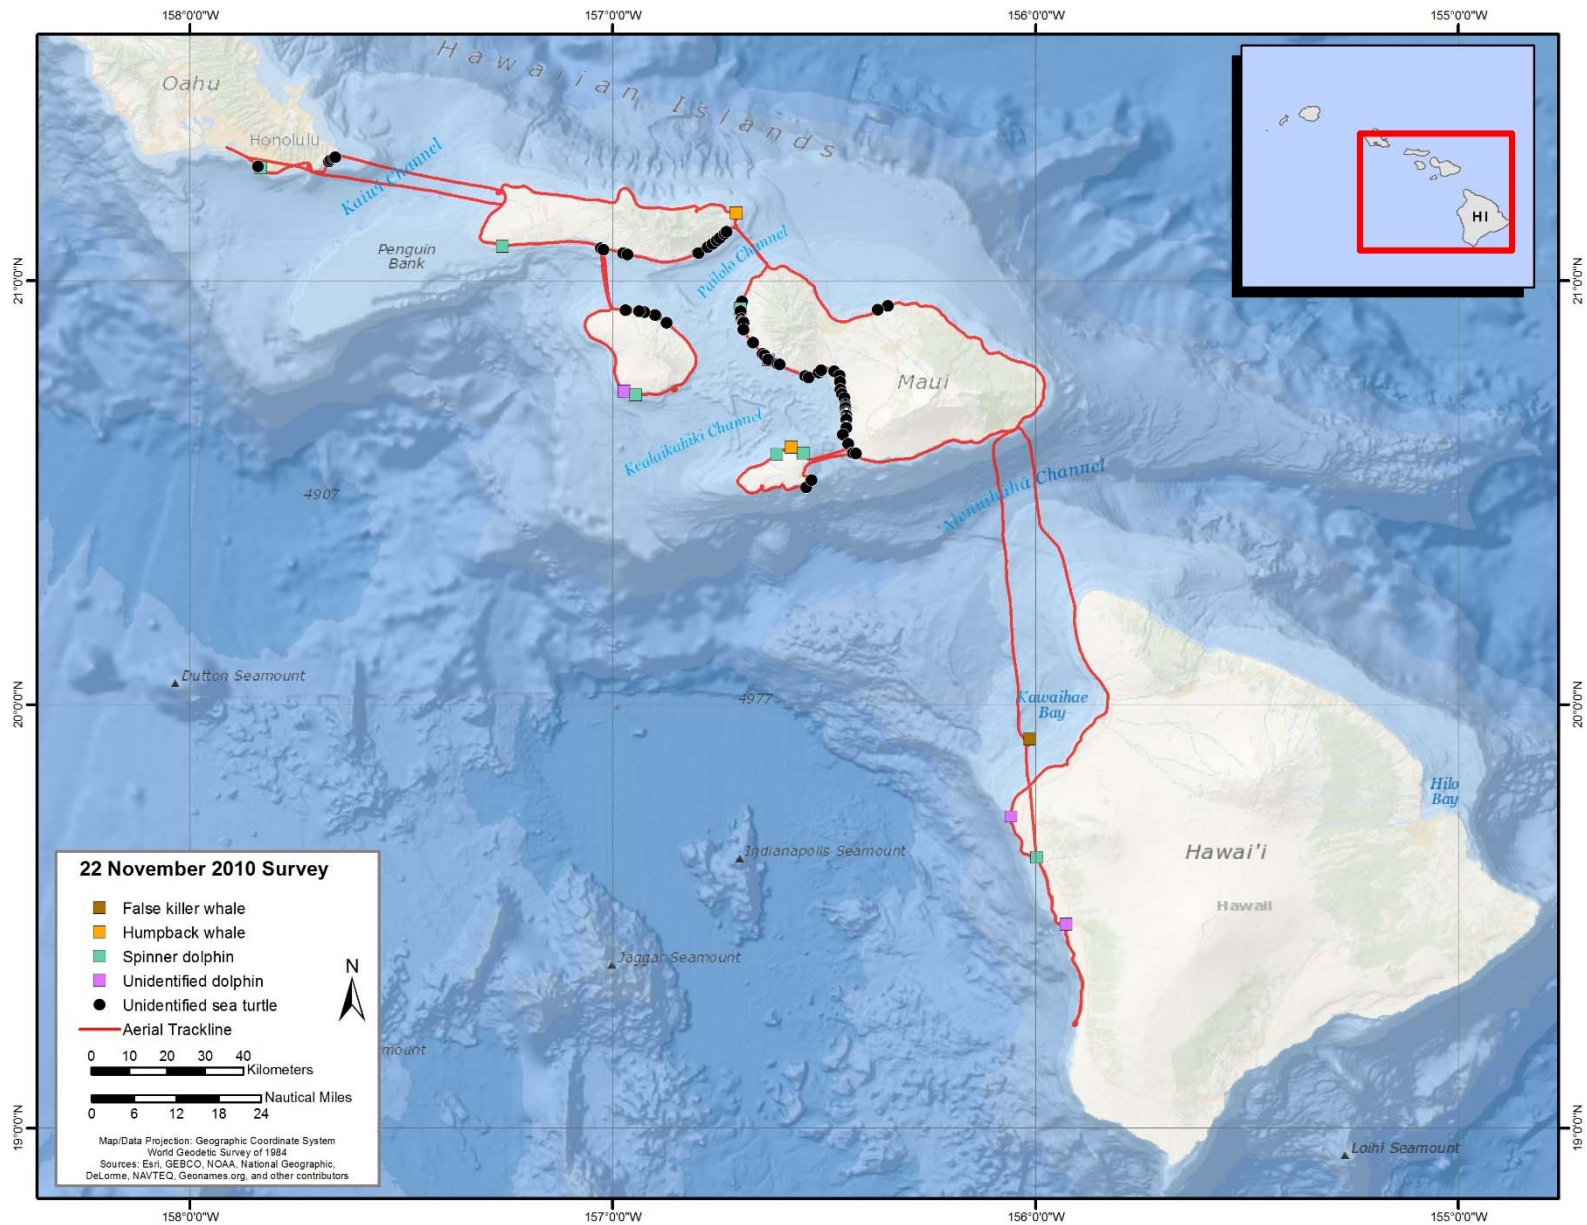 158°0'0"W
157°0'0"W
156°0'0"W
155°0'0"W
Hawaiian Islands
Oahu
Honolulu
HI
Kaiwi Channel
Penguin
Bank
Pailolo Channel
21°0'0"N
21°0'0"N
Maui
Kealaikahiki Channel
'Alenuihāhā Channel
4907
Dutton Seamount
4977
Kawaihae
Bay
20°0'0"N
20°0'0"N
Hilo
Bay
Indianapolis Seamount
Hawai'i
Hawaii
Jaggar Seamount
mount
Loihi Seamount
19°0'0"N
19°0'0"N
22 November 2010 Survey
False killer whale
Humpback whale
Spinner dolphin
Unidentified dolphin
Unidentified sea turtle
Aerial Trackline
N
0 10 20 30 40
Kilometers
Nautical Miles
0 6 12 18 24
Map/Data Projection: Geographic Coordinate System
World Geodetic Survey of 1984
Sources: Esri, GEBCO, NOAA, National Geographic,
DeLorme, NAVTEQ, Geonames.org, and other contributors
158°0'0"W
157°0'0"W
156°0'0"W
155°0'0"W